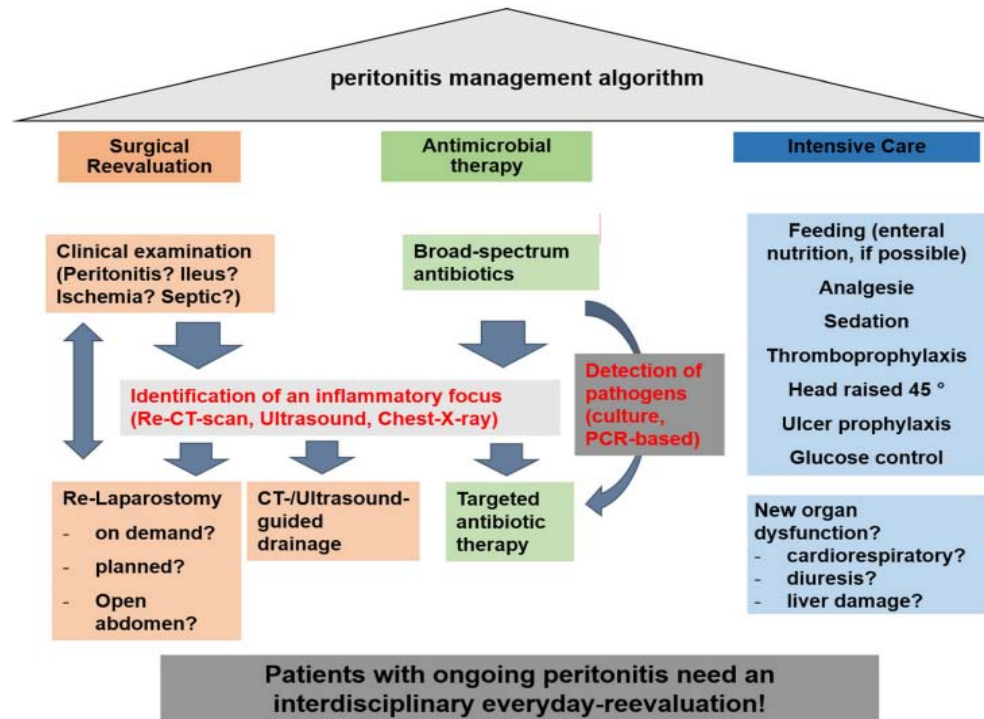 peritonitis management algorithm
Surgical
Reevaluation
Antimicrobial
therapy
Intensive Care
Clinical examination
(Peritonitis? Ileus?
Ischemia? Septic?)
Broad-spectrum
antibiotics
Feeding (enteral
nutrition, if possible)
Analgesie
Sedation
Thromboprophylaxis
Head raised 45 °
Ulcer prophylaxis
Glucose control
Identification of an inflammatory focus
(Re-CT-scan, Ultrasound, Chest-X-ray)
Detection of
pathogens
(culture,
PCR-based)
Re-Laparostomy
- on demand?
- planned?
- Open
abdomen?
CT-/Ultrasound-
guided
drainage
Targeted
antibiotic
therapy
New organ
dysfunction?
- cardiorespiratory?
- diuresis?
- liver damage?
Patients with ongoing peritonitis need an
interdisciplinary everyday-reevaluation!